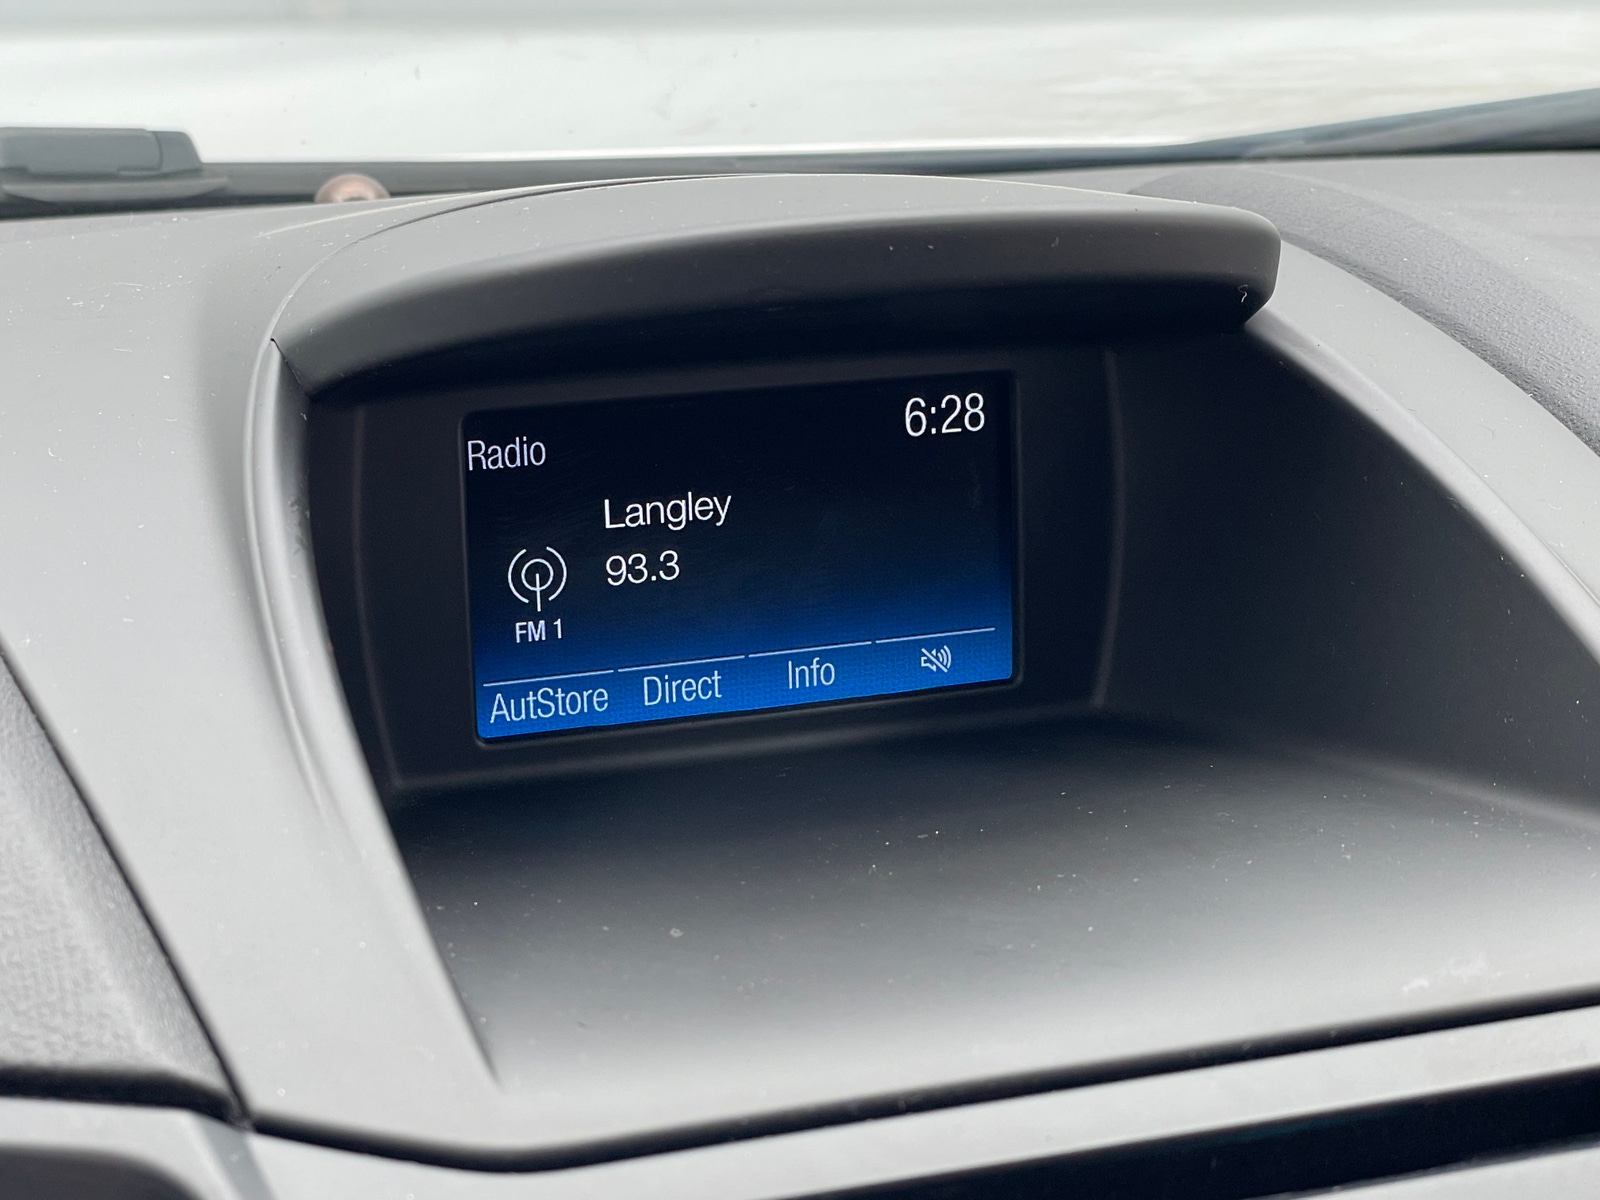 6:28
Radio
Langley
93.3
FM 1
AutStore Direct Info